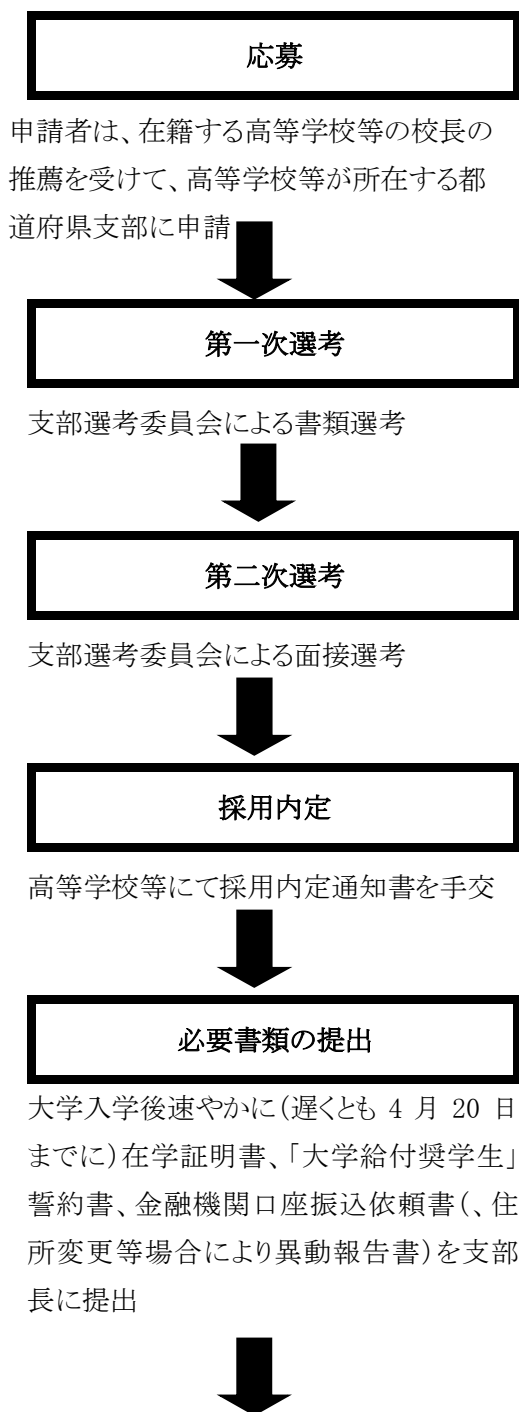 応募
申請者は、在籍する高等学校等の校長の
推薦を受けて、高等学校等が所在する都
道府県支部に申請
第一次選考
支部選考委員会による書類選考
第二次選考
支部選考委員会による面接選考
採用内定
高等学校等にて採用内定通知書を手交
必要書類の提出
大学入学後速やかに(遅くとも 4 月 20 日
までに)在学証明書、「大学給付奨学生」
誓約書、金融機関口座振込依頼書(、住
所変更等場合により異動報告書)を支部
長に提出